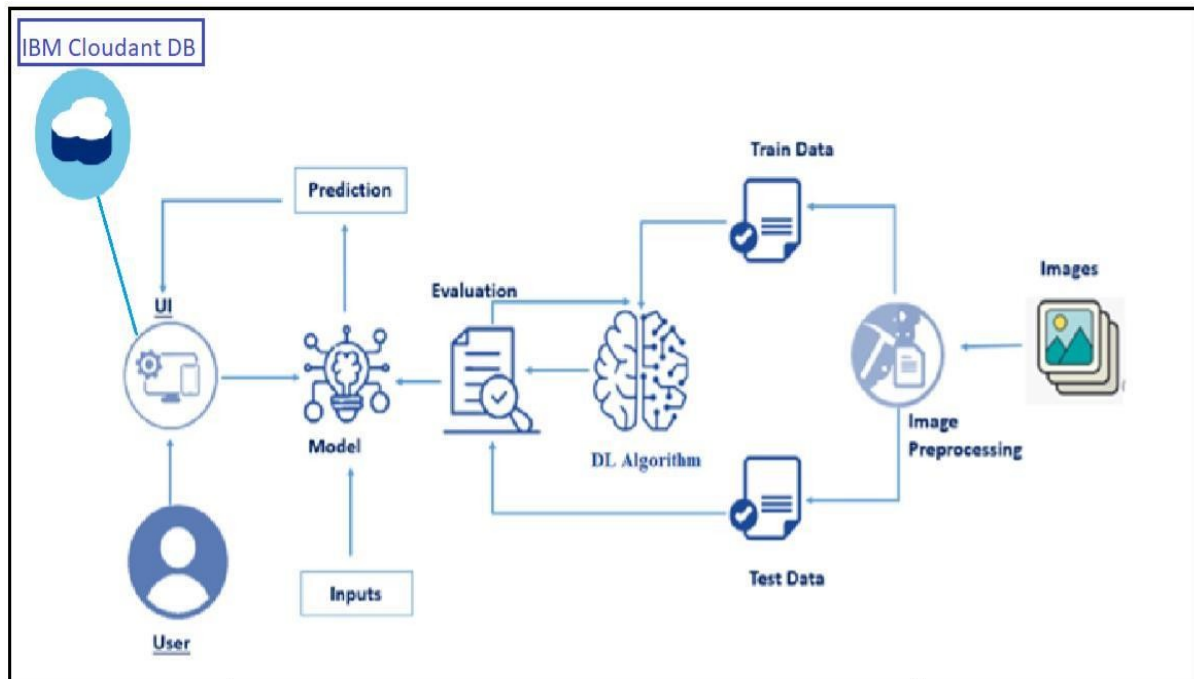 IBM Cloudant DB
Train Data
Prediction
Images
Evaluation
UI
Image
Preprocessing
Model
DL Algorithm
Test Data
Inputs
User